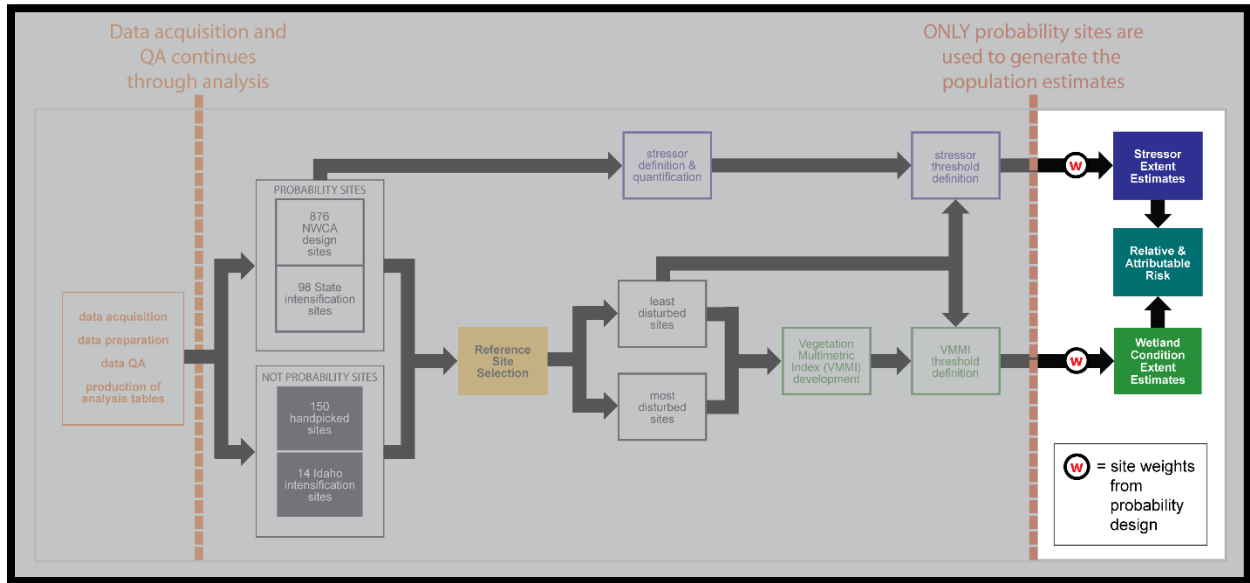 Data acquisition and
QA continues
through analysis
ONLY probability sites are
used to generate the
population estimates
data acquisition
data preparation
data QA
production of
analysis tables
PROBABILITY SITES
876
NWCA
design
sites
98 State
intensification
sites
NOT PROBABILITY SITES
150
handpicked
sites
14 Idaho
intensification
sites
Reference
Site
Selection
stressor
definition &
quantification
least
disturbed
sites
most
disturbed
sites
Vegetation
Multimetric
Index (VMMI)
development
stressor
threshold
definition
VMMI
threshold
definition
W
Stressor
Extent
Estimates
Relative &
Attributable
Risk
W
Wetland
Condition
Extent
Estimates
W = site weights
from
probability
design